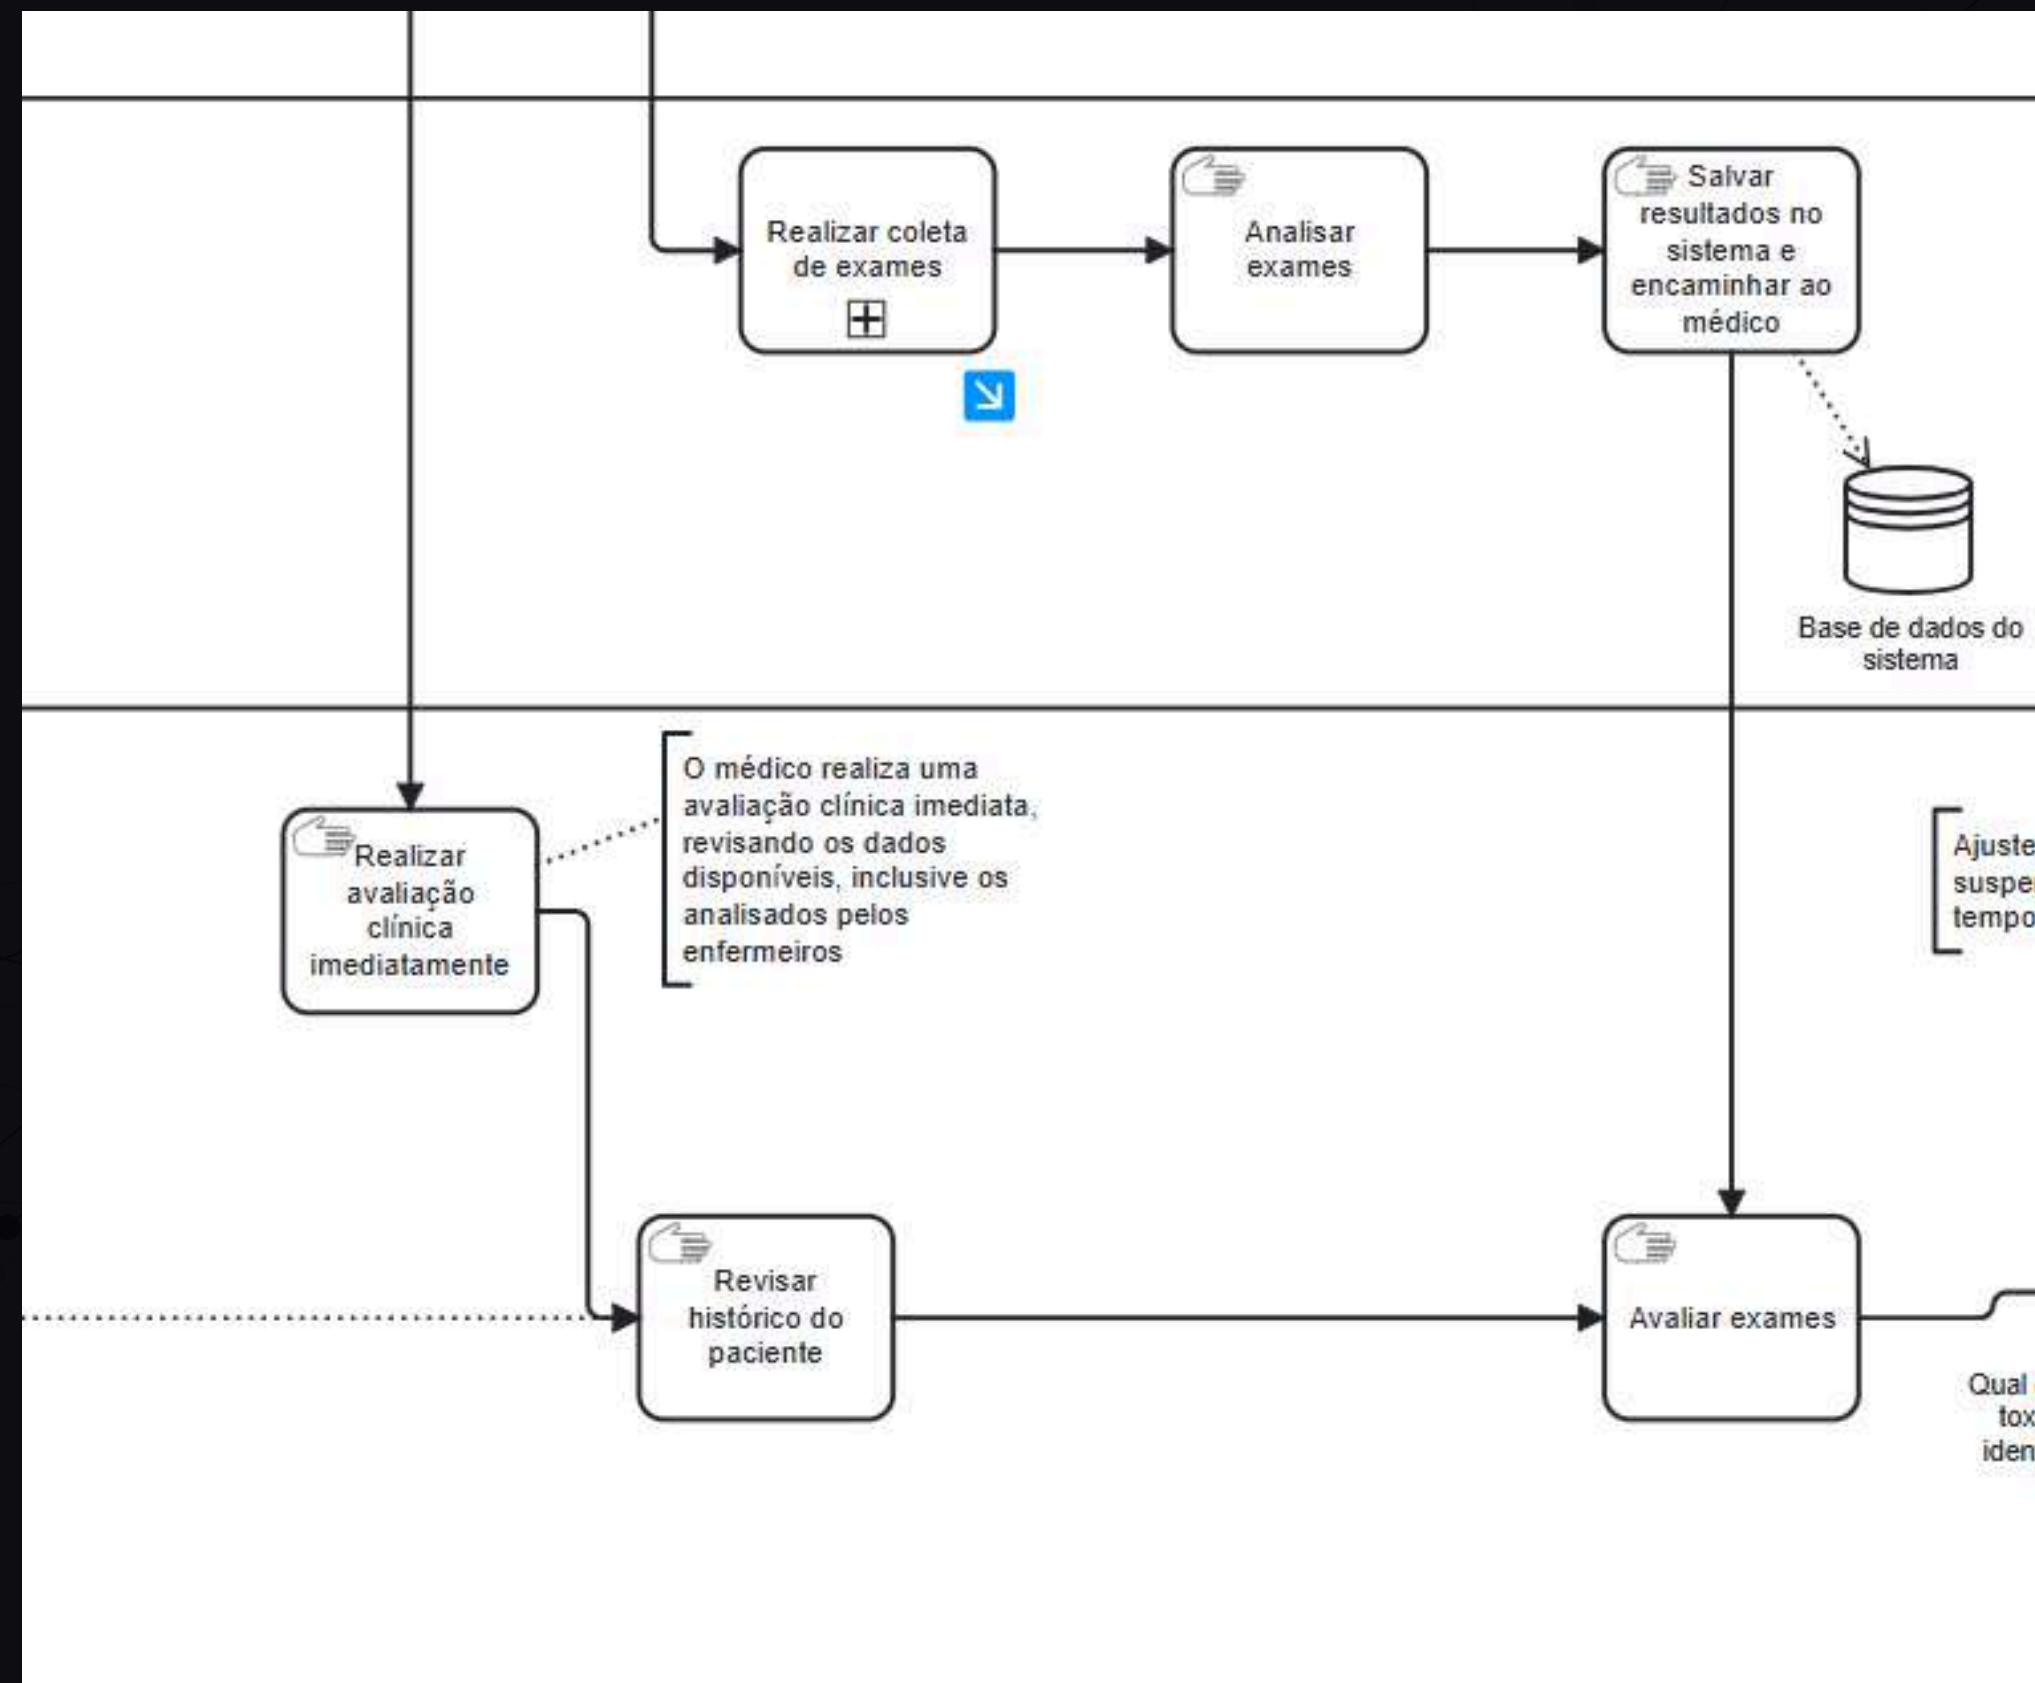 Realizar coleta
de exames
Analisar
exames
Salvar
resultados no
sistema e
encaminhar ao
médico
Base de dados do
sistema
Realizar
avaliação
clínica
imediatamente
O médico realiza uma
avaliação clínica imediata,
revisando os dados
disponíveis, inclusive os
analisados pelos
enfermeiros
Ajuste
Revisar
histórico do
paciente
Avaliar exames
Qual